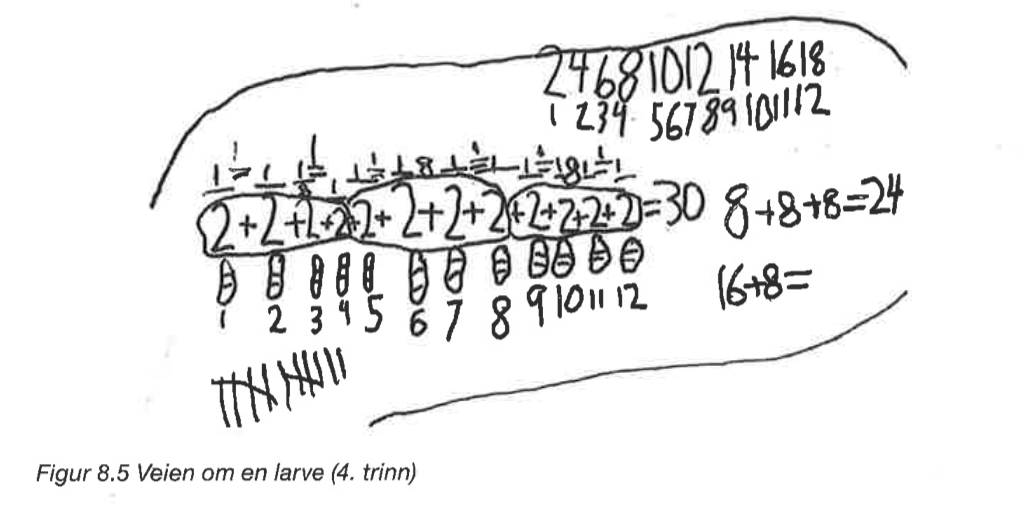 2 4 6 8 10 12 14 16 18
1 2 3 4 5 6 7 8 9 10 11 12
2+2+2+2+2+2+2+2+2+2+2+2=30 8+8+8=24
1 2 3 4 5 6 7 8 9 10 11 12 16+8=
Figur 8.5 Veien om en larve (4. trinn)